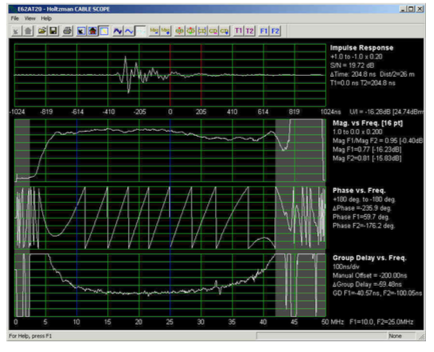 E6ZAT20 - Holtzman CABLE SCOPE
File View Help
T1 T2 F1 F2
Impulse Response
+1.0 to -1.0 x 0.20
S/N = 19.72 dB
ΔTime: 204.8 ns Dist/2=26 m
T1=0.0 ns T2=204.8 ns
-1024 -819 -614 -410 -205 0 205 410 614 819 1024ns U/I = -16.28dB [24.74dBm
Mag. vs Freq. [16 pt]
1.0 to 0.0 x 0.200
Mag F1/Mag F2 = 0.95 [-0.40dB
Mag F1=0.77 [-16.23dB]
Mag F2=0.81 [-15.83dB]
Phase vs. Freq.
+180 deg. to -180 deg.
ΔPhase =-235.9 deg.
Phase F1=59.7 deg.
Phase F2=-176.2 deg.
Group Delay vs. Freq.
100ns/div
Manual Offset = -200.00ns
ΔGroup Delay =-59.48ns
GD F1=-40.57ns, F2=-100.05ns
0 5 10 15 20 25 30 35 40 45 50 MHz F1=10.0, F2=25.0MHz
For Help, press F1 None